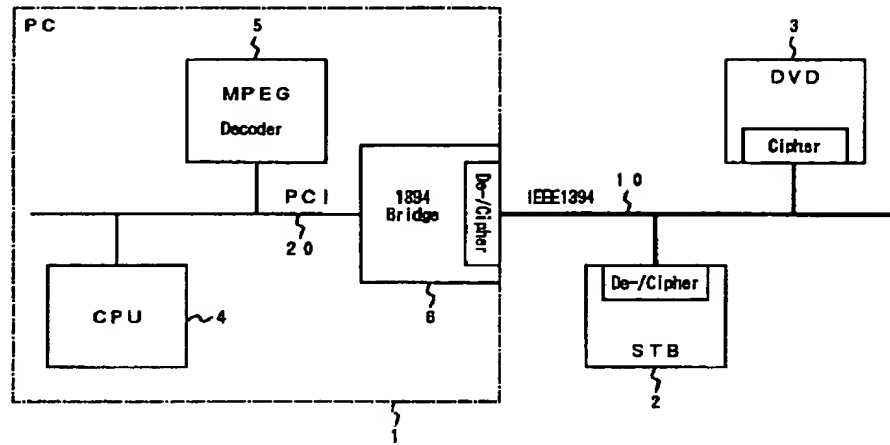 PC
5
MPEG
Decoder
3
DVD
Cipher
PCI
20
1394
Bridge
De-/Cipher
6
IEEE1394
10
CPU
4
De-/Cipher
STB
2
1